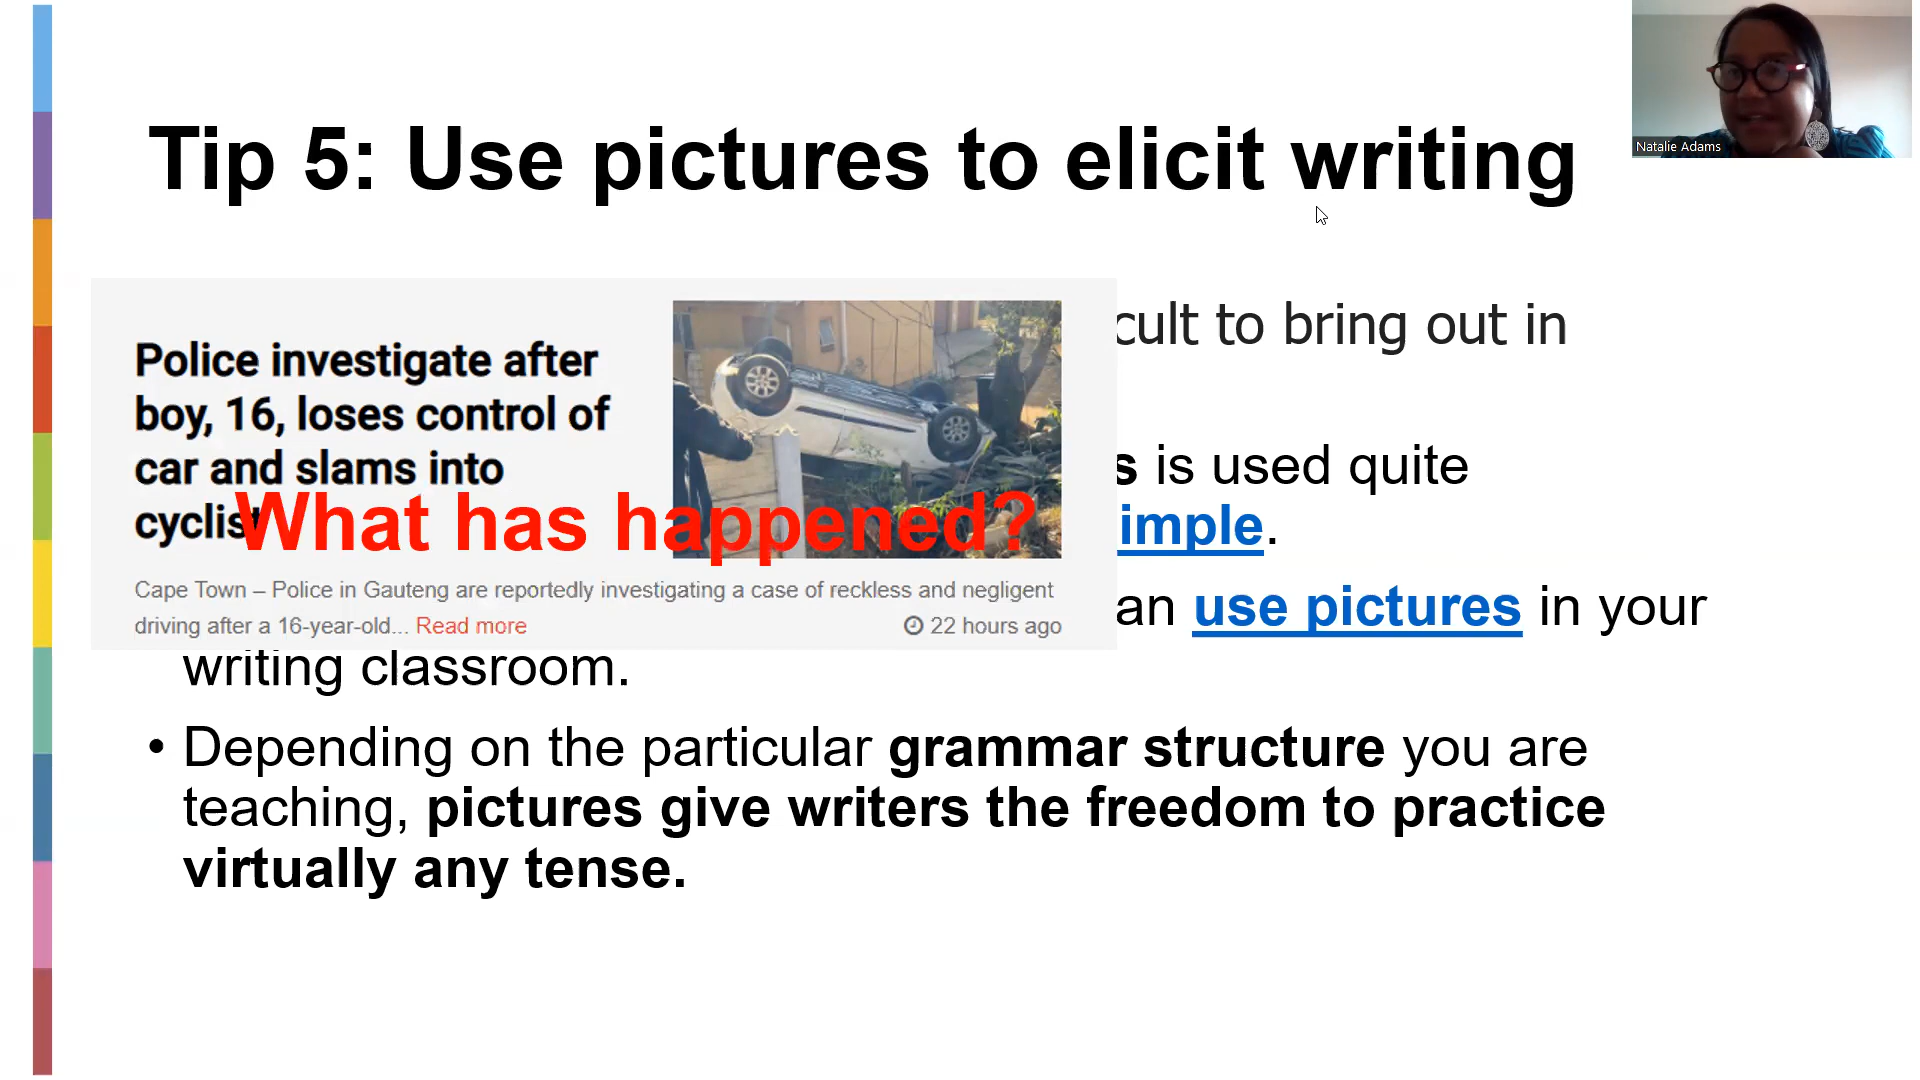 Tip 5: Use pictures to elicit writing
Natalie Adams
cult to bring out in
Police investigate after
boy, 16, loses control of
car and slams into
cyclist
What has happened?
Cape Town – Police in Gauteng are reportedly investigating a case of reckless and negligent
driving after a 16-year-old... Read more
22 hours ago
s is used quite
imple.
an use pictures in your
writing classroom.
• Depending on the particular grammar structure you are
teaching, pictures give writers the freedom to practice
virtually any tense.